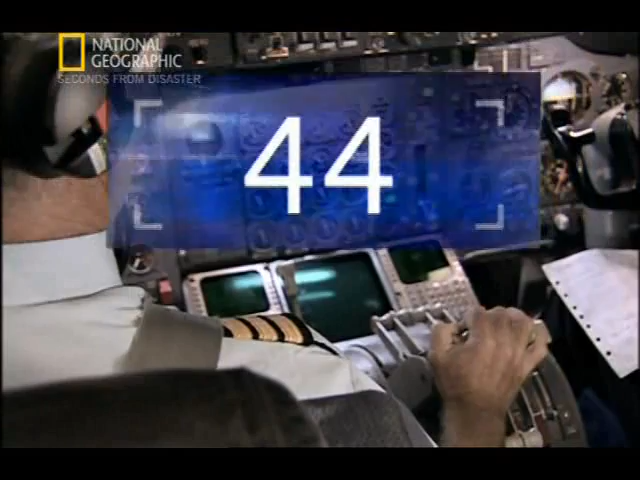 NATIONAL
GEOGRAPHIC
SECONDS FROM DISASTER
44